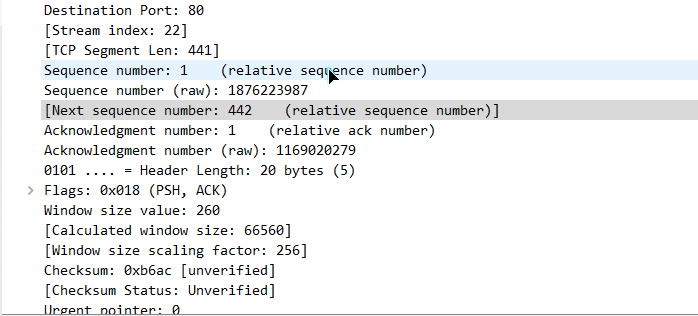 Destination Port: 80
[Stream index: 22]
[TCP Segment Len: 441]
Sequence number: 1    (relative sequence number)
Sequence number (raw): 1876223987
[Next sequence number: 442    (relative sequence number)]
Acknowledgment number: 1    (relative ack number)
Acknowledgment number (raw): 1169020279
0101 .... = Header Length: 20 bytes (5)
Flags: 0x018 (PSH, ACK)
Window size value: 260
[Calculated window size: 66560]
[Window size scaling factor: 256]
Checksum: 0xb6ac [unverified]
[Checksum Status: Unverified]
Urgent pointer: 0